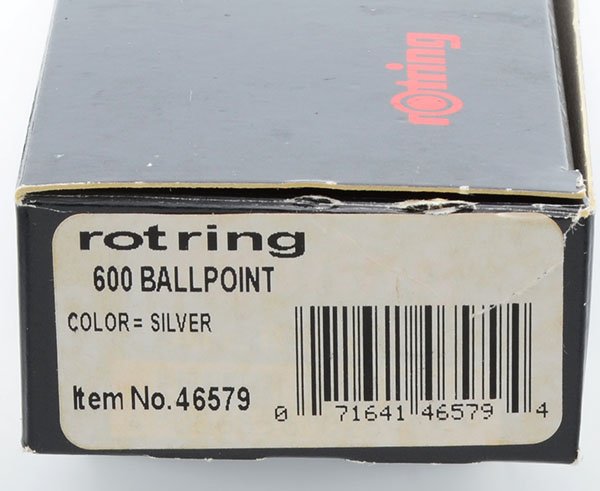 rotring
rotring
600 BALLPOINT
COLOR= SILVER
Item No.46579
0 71641 46579 4